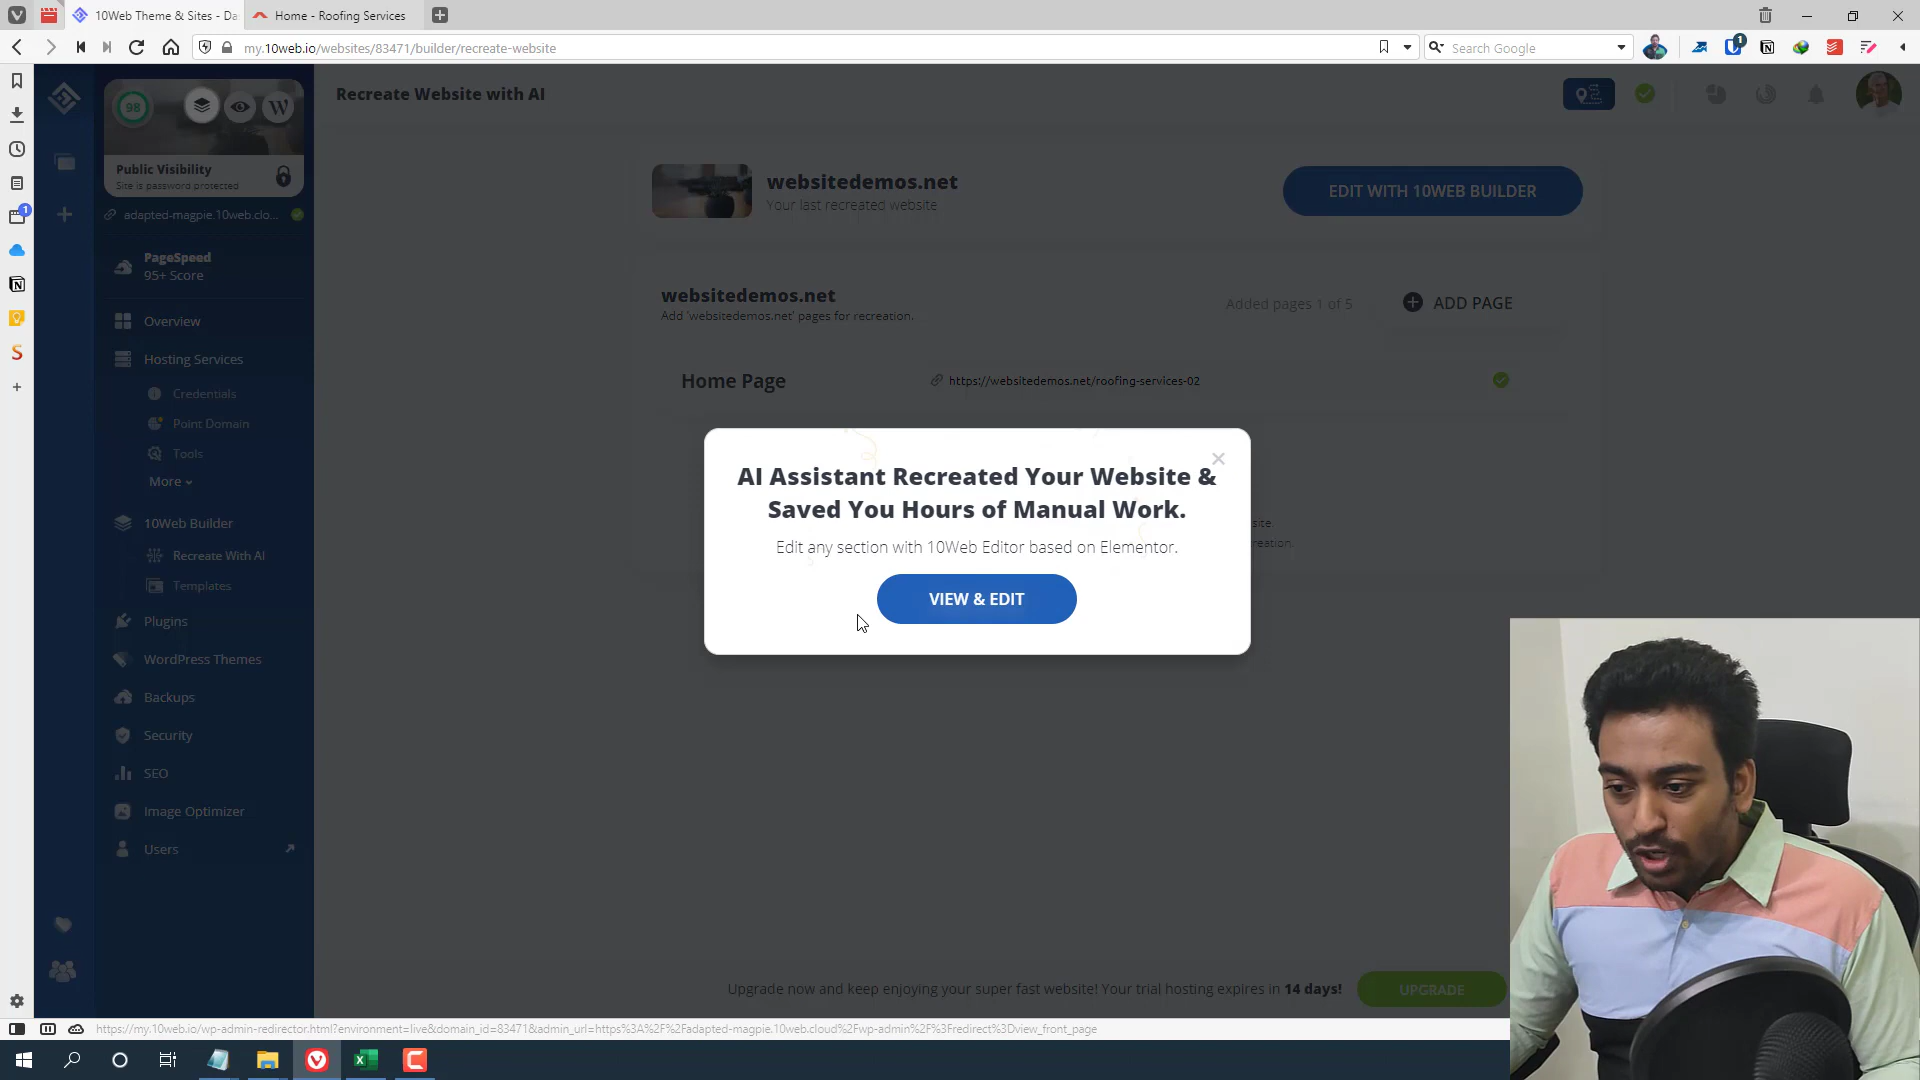 10Web Theme & Sites - Da
Home - Roofing Services
my.10web.io/websites/83471/builder/recreate-website
Search Google
1
98
W
Public Visibility
Site is password protected
adapted-magpie.10web.clo...
Recreate Website with AI
websitedemos.net
Your last recreated website
EDIT WITH 10WEB BUILDER
1
PageSpeed
95+ Score
websitedemos.net
Add 'websitedemos.net' pages for recreation.
Added pages 1 of 5
ADD PAGE
Overview
Hosting Services
Credentials
Point Domain
Tools
More
Home Page
https://websitedemos.net/roofing-services-02
AI Assistant Recreated Your Website &
Saved You Hours of Manual Work.
Edit any section with 10Web Editor based on Elementor.
VIEW & EDIT
site.
reation.
10Web Builder
Recreate With AI
Templates
Plugins
WordPress Themes
Backups
Security
SEO
Image Optimizer
Users
Upgrade now and keep enjoying your super fast website! Your trial hosting expires in 14 days!
UPGRADE
https://my.10web.io/wp-admin-redirector.html?environment=live&domain_id=83471&admin_url=https%3A%2F%2Fadapted-magpie.10web.cloud%2Fwp-admin%2F%3Fredirect%3Dview_front_page